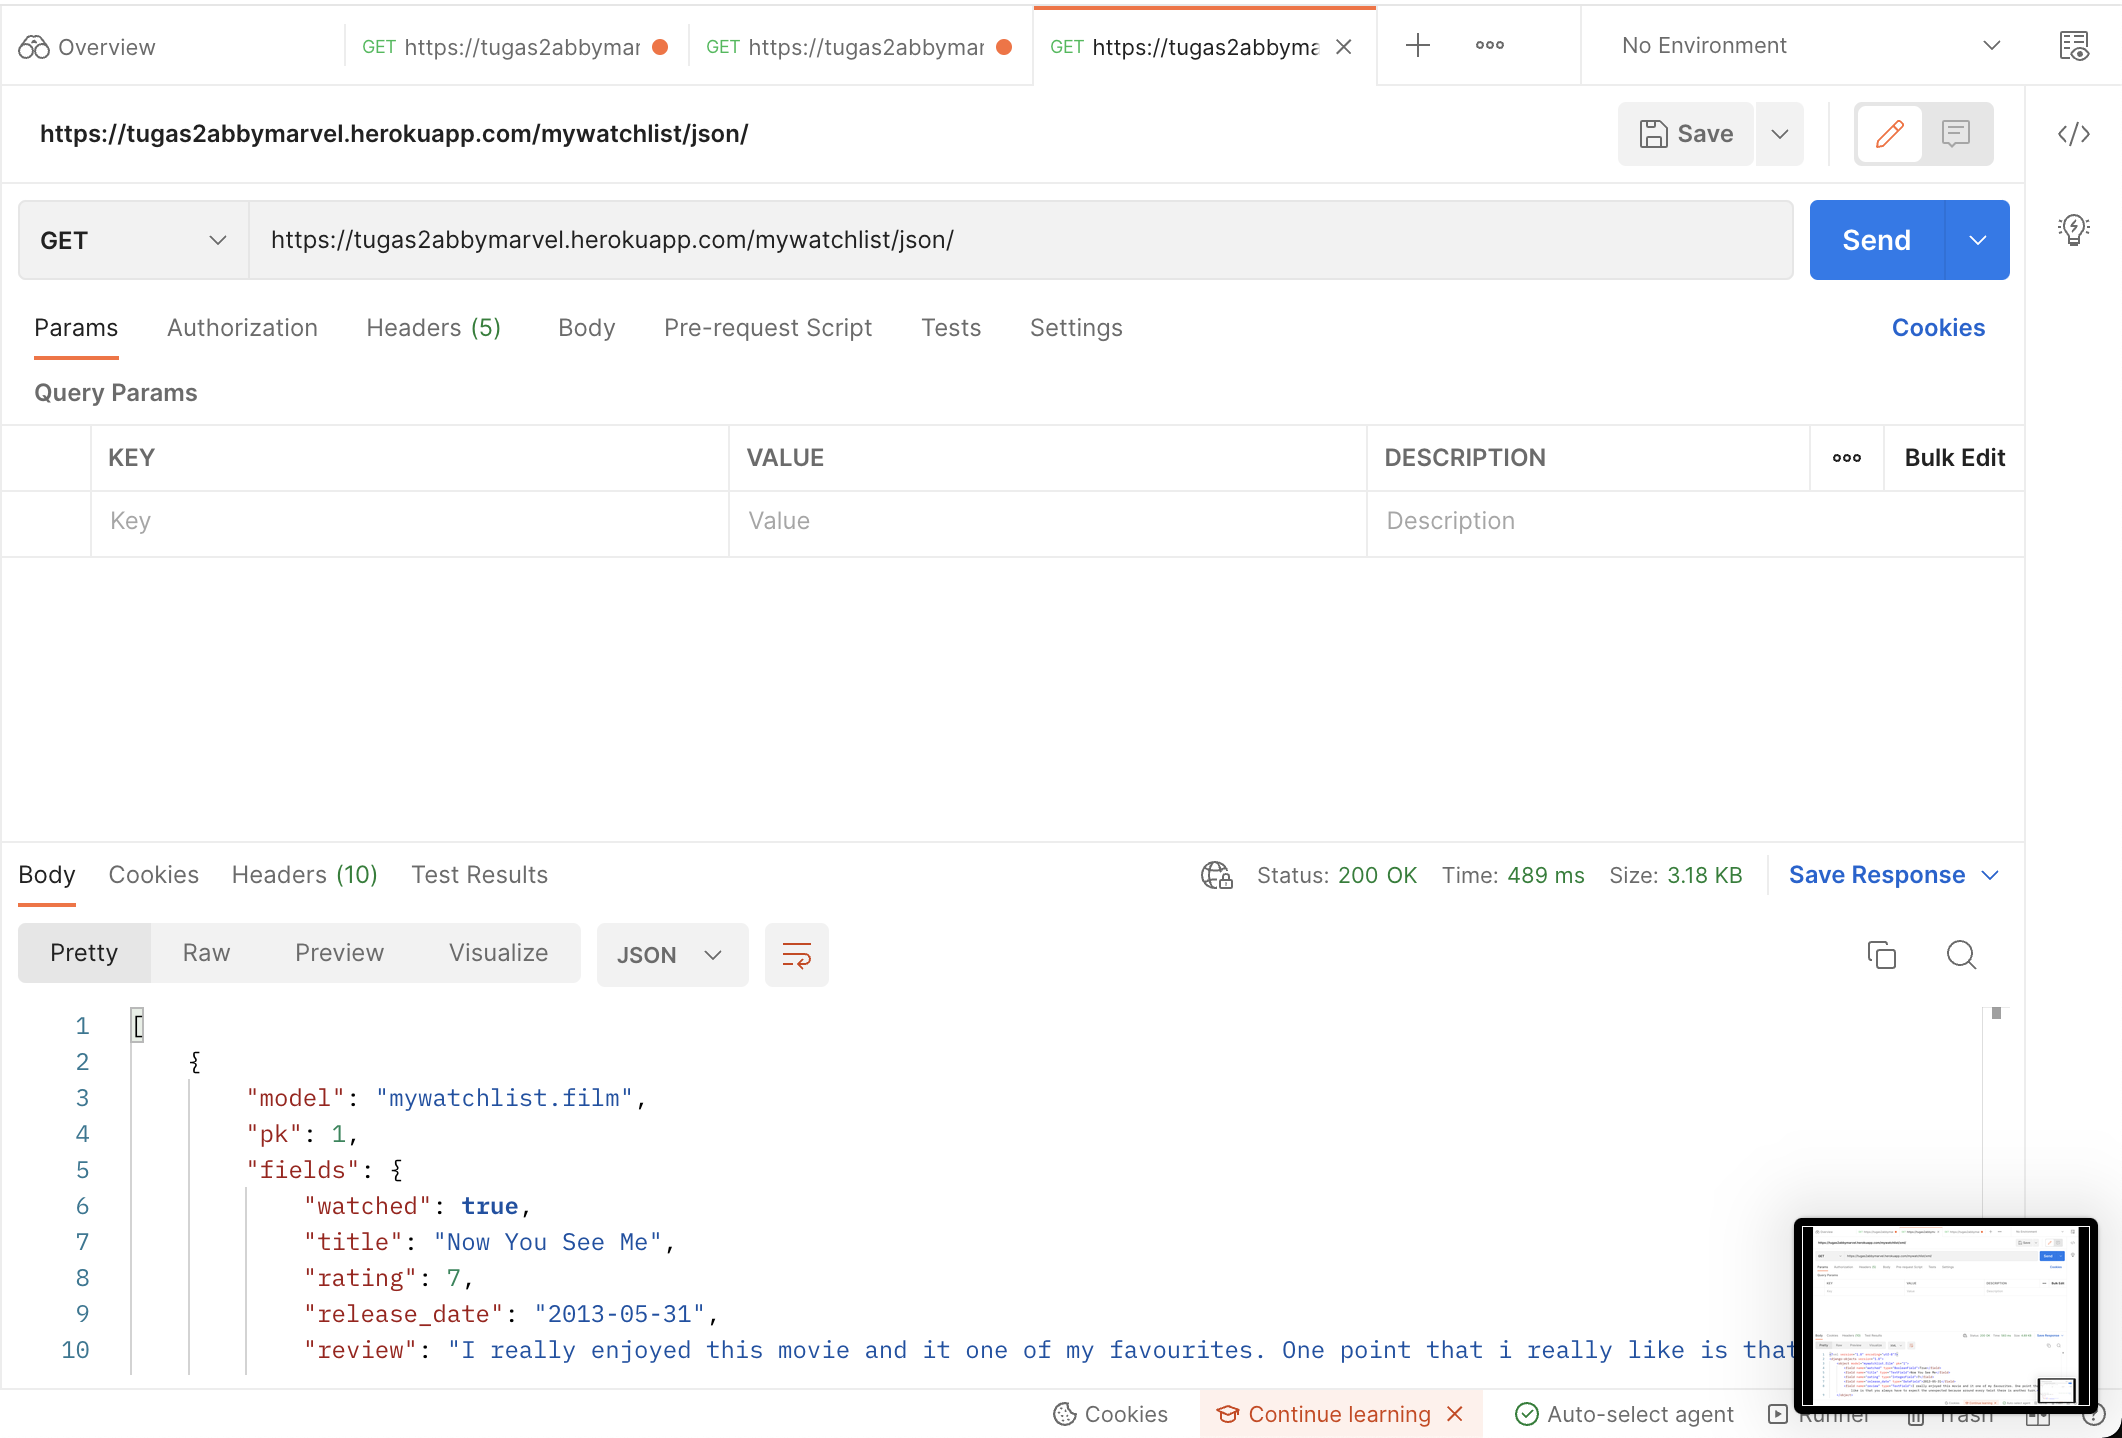 Overview
GET https://tugas2abbymar
GET https://tugas2abbymar
GET https://tugas2abbyma
No Environment
https://tugas2abbymarvel.herokuapp.com/mywatchlist/json/
Save
GET
https://tugas2abbymarvel.herokuapp.com/mywatchlist/json/
Send
Params Authorization Headers (5) Body Pre-request Script Tests Settings Cookies
Query Params
KEY VALUE DESCRIPTION Bulk Edit
Key Value Description
Body Cookies Headers (10) Test Results Status: 200 OK Time: 489 ms Size: 3.18 KB Save Response
Pretty Raw Preview Visualize JSON
1 [
2 {
3 "model": "mywatchlist.film",
4 "pk": 1,
5 "fields": {
6 "watched": true,
7 "title": "Now You See Me",
8 "rating": 7,
9 "release_date": "2013-05-31",
10 "review": "I really enjoyed this movie and it one of my favourites. One point that i really like is that
Cookies Continue learning Auto-select agent Runner Trash